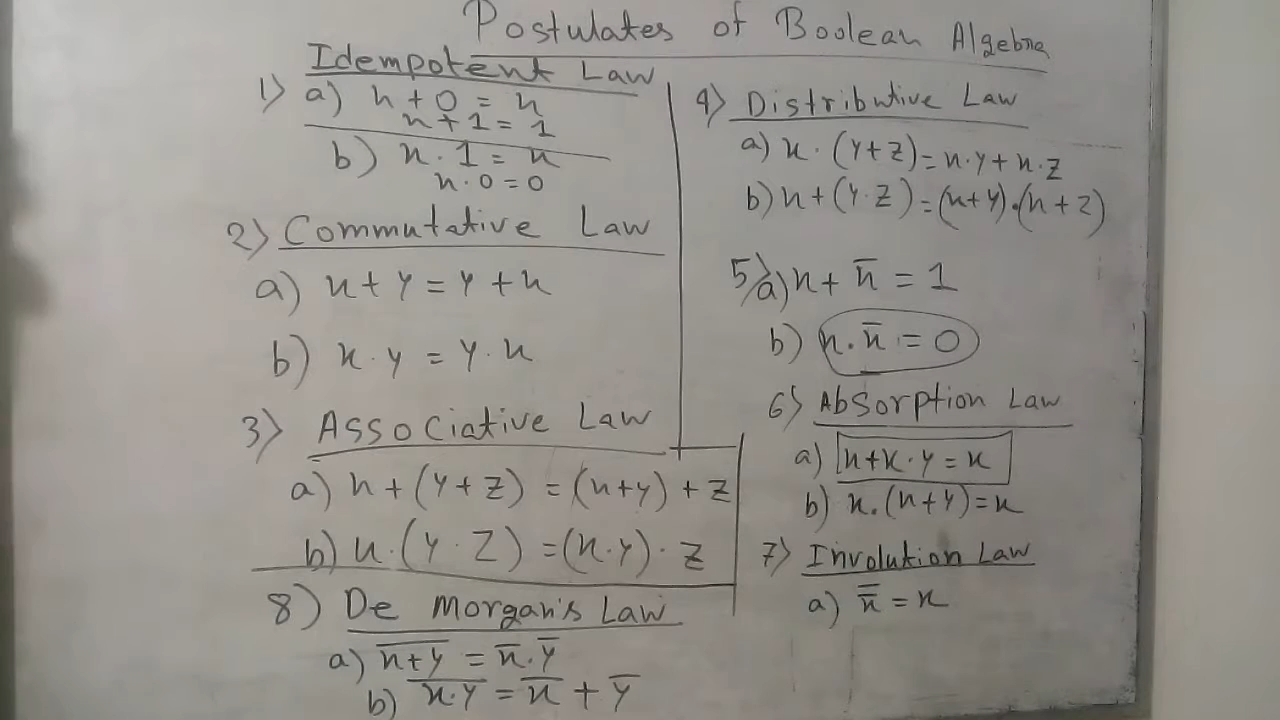 Postulates of Boolean Algebra
Idempotent Law
1) a) x + 0 = x
x + 1 = 1
b) x · 1 = x
x · 0 = 0
2) Commutative Law
a) x + y = y + x
b) x · y = y · x
3) Associative Law
a) x + (y + z) = (x + y) + z
b) x · (y · z) = (x · y) · z
8) De Morgan's Law
a) x̅+̅y̅ = x̅ · y̅
b) x̅·̅y̅ = x̅ + y̅
4) Distributive Law
a) x · (y + z) = x · y + x · z
b) x + (y · z) = (x + y) · (x + z)
5) a) x + x̅ = 1
b) x · x̅ = 0
6) Absorption Law
a) x + x · y = x
b) x · (x + y) = x
7) Involution Law
a) x̿ = x